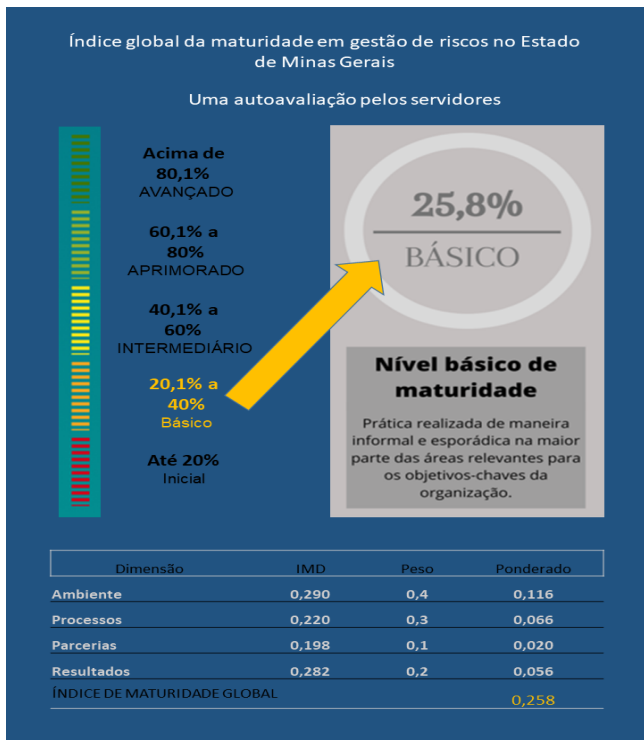 Índice global da maturidade em gestão de riscos no Estado
de Minas Gerais
Uma autoavaliação pelos servidores
Acima de
80,1%
AVANÇADO
60,1% a
80%
APRIMORADO
40,1% a
60%
INTERMEDIÁRIO
20,1% a
40%
Básico
Até 20%
Inicial
25,8%
BÁSICO
Nível básico de
maturidade
Prática realizada de maneira
informal e esporádica na maior
parte das áreas relevantes para
os objetivos-chaves da
organização.
Dimensão IMD Peso Ponderado
Ambiente 0,290 0,4 0,116
Processos 0,220 0,3 0,066
Parcerias 0,198 0,1 0,020
Resultados 0,282 0,2 0,056
ÍNDICE DE MATURIDADE GLOBAL 0,258